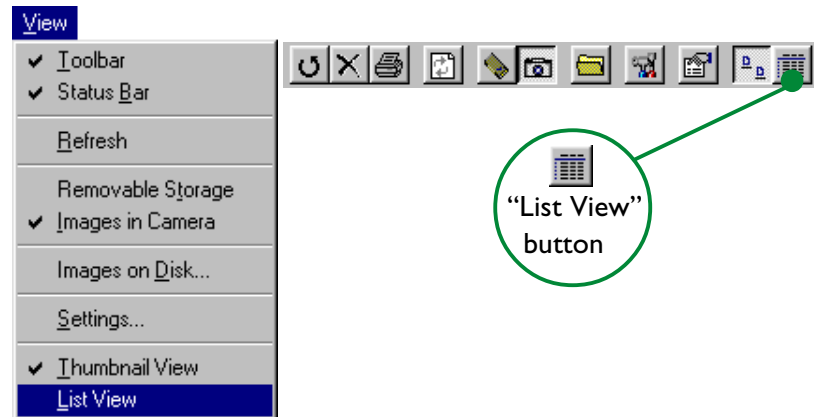 View
Toolbar
Status Bar
Refresh
Removable Storage
Images in Camera
Images on Disk...
Settings...
Thumbnail View
List View
“List View”
button